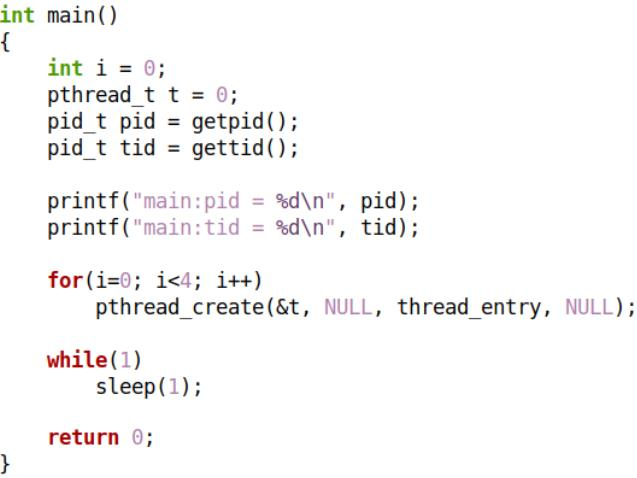 int main()
{
    int i = 0;
    pthread_t t = 0;
    pid_t pid = getpid();
    pid_t tid = gettid();

    printf("main:pid = %d\n", pid);
    printf("main:tid = %d\n", tid);

    for(i=0; i<4; i++)
        pthread_create(&t, NULL, thread_entry, NULL);

    while(1)
        sleep(1);

    return 0;
}